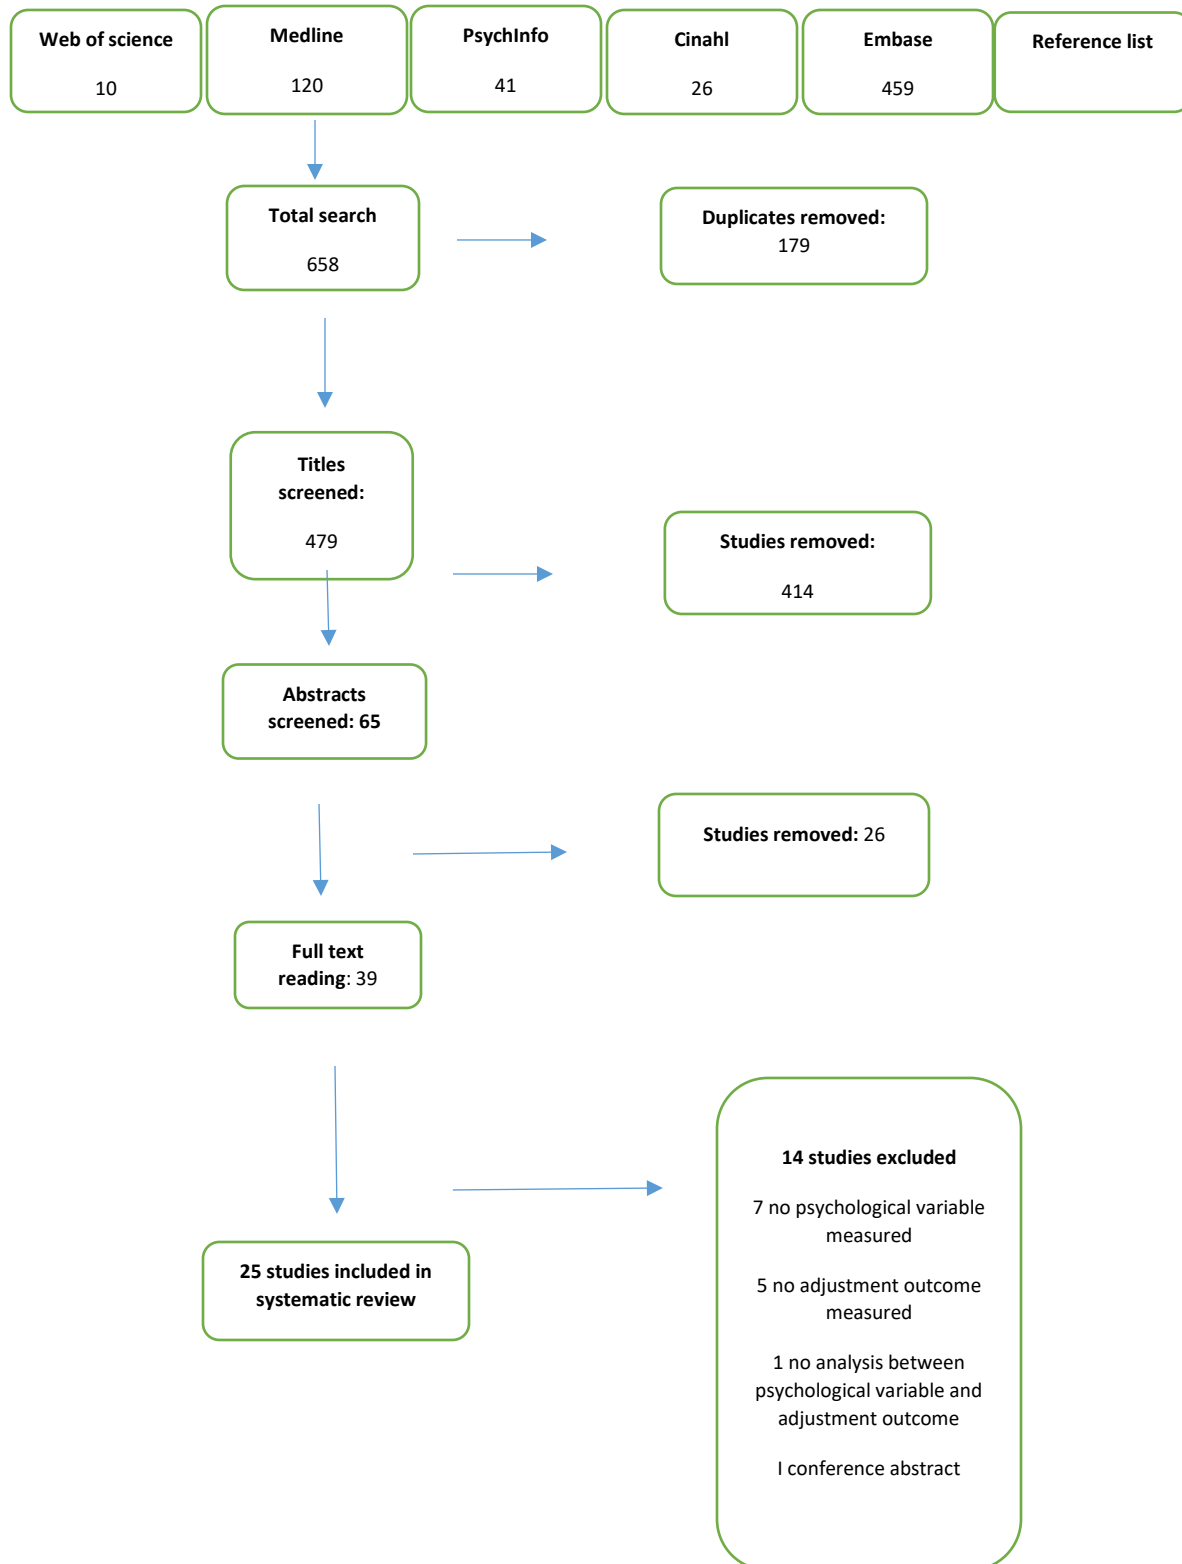 Web of science
10
Medline
120
PsychInfo
41
Cinahl
26
Embase
459
Reference list
Total search
658
Duplicates removed:
179
Titles
screened:
479
Studies removed:
414
Abstracts
screened: 65
Studies removed: 26
Full text
reading: 39
14 studies excluded
7 no psychological variable
measured
5 no adjustment outcome
measured
1 no analysis between
psychological variable and
adjustment outcome
I conference abstract
25 studies included in
systematic review